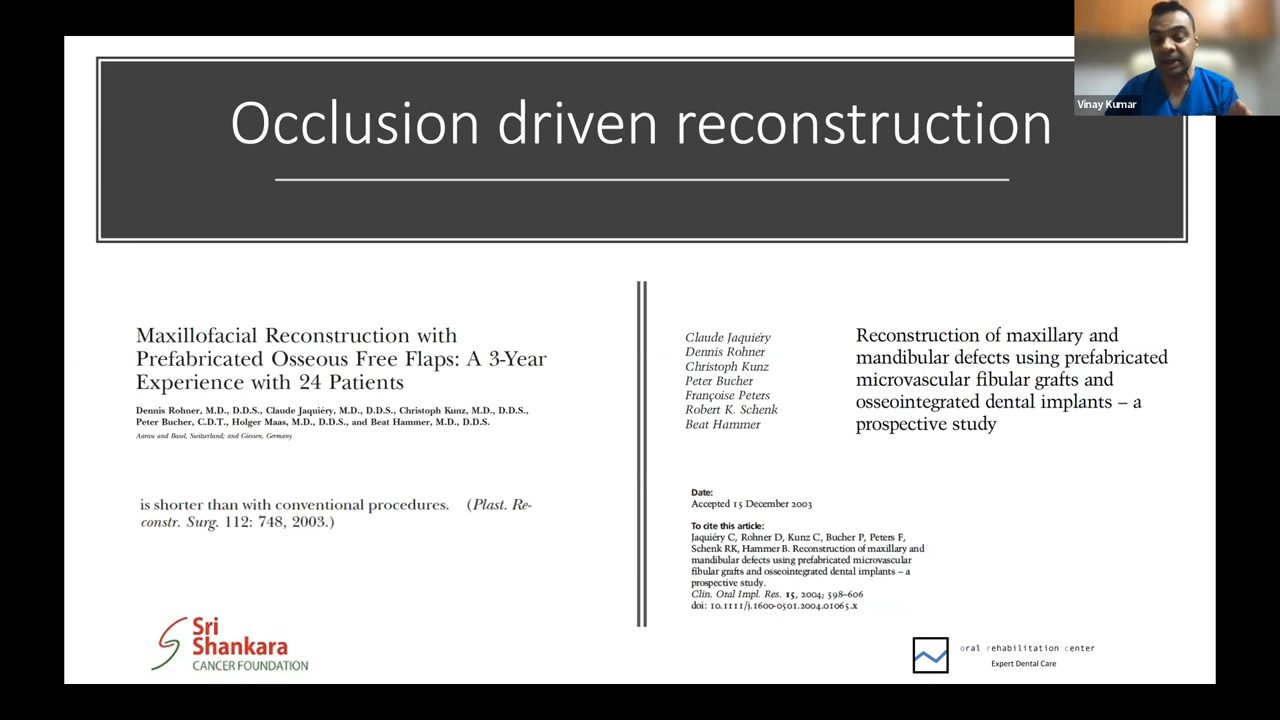 Vinay Kumar
Occlusion driven reconstruction
Maxillofacial Reconstruction with
Prefabricated Osseous Free Flaps: A 3-Year
Experience with 24 Patients
Dennis Rohner, M.D., D.D.S., Claude Jaquiéry, M.D., D.D.S., Christoph Kunz, M.D., D.D.S.,
Peter Bucher, C.D.T., Holger Maas, M.D., D.D.S., and Beat Hammer, M.D., D.D.S.
Aarau and Basel, Switzerland; and Giessen, Germany
is shorter than with conventional procedures. (Plast. Re-
constr. Surg. 112: 748, 2003.)
Claude Jaquiéry
Dennis Rohner
Christoph Kunz
Peter Bucher
Françoise Peters
Robert K. Schenk
Beat Hammer
Reconstruction of maxillary and
mandibular defects using prefabricated
microvascular fibular grafts and
osseointegrated dental implants – a
prospective study
Date:
Accepted 15 December 2003
To cite this article:
Jaquiéry C, Rohner D, Kunz C, Bucher P, Peters F,
Schenk RK, Hammer B. Reconstruction of maxillary and
mandibular defects using prefabricated microvascular
fibular grafts and osseointegrated dental implants – a
prospective study.
Clin. Oral Impl. Res. 15, 2004; 598–606
doi: 10.1111/j.1600-0501.2004.01065.x
Sri
Shankara
CANCER FOUNDATION
oral rehabilitation center
Expert Dental Care